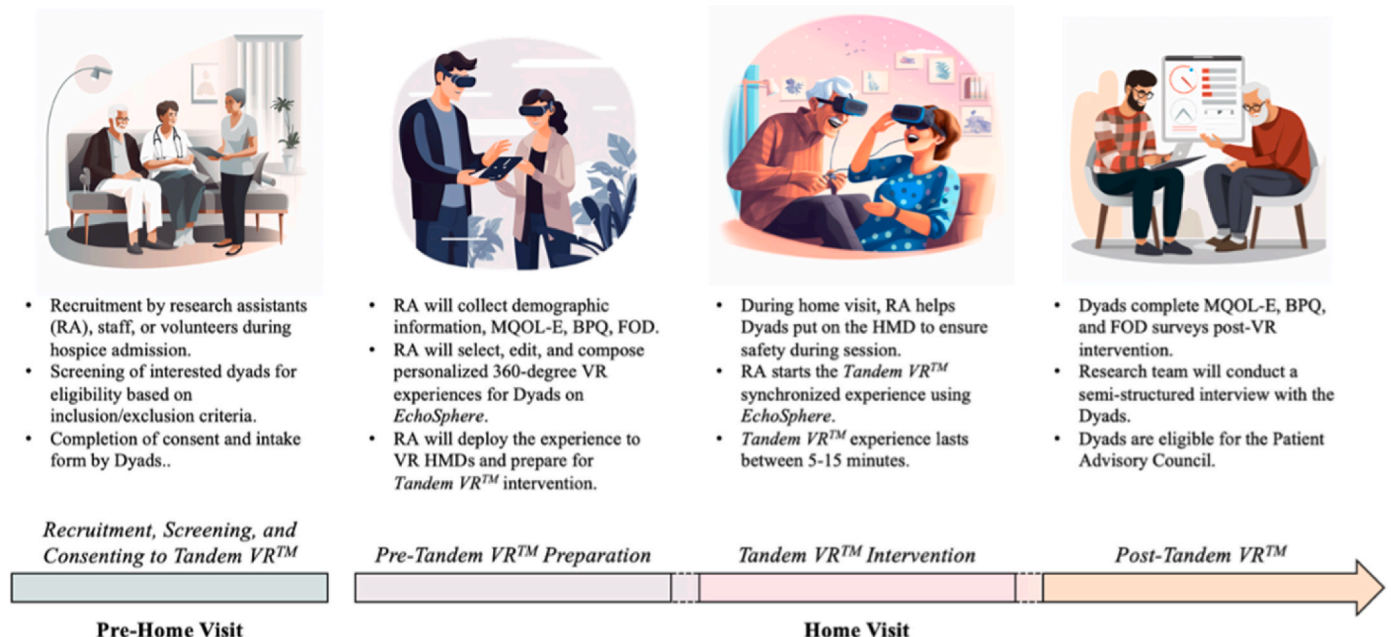 • Recruitment by research assistants
(RA), staff, or volunteers during
hospice admission.
• Screening of interested dyads for
eligibility based on
inclusion/exclusion criteria.
• Completion of consent and intake
form by Dyads..
• RA will collect demographic
information, MQOL-E, BPQ, FOD.
• RA will select, edit, and compose
personalized 360-degree VR
experiences for Dyads on
EchoSphere.
• RA will deploy the experience to
VR HMDs and prepare for
Tandem VR™ intervention.
• During home visit, RA helps
Dyads put on the HMD to ensure
safety during session.
• RA starts the Tandem VR™
synchronized experience using
EchoSphere.
• Tandem VR™ experience lasts
between 5-15 minutes.
• Dyads complete MQOL-E, BPQ,
and FOD surveys post-VR
intervention.
• Research team will conduct a
semi-structured interview with the
Dyads.
• Dyads are eligible for the Patient
Advisory Council.
Recruitment, Screening, and
Consenting to Tandem VR™
Pre-Tandem VR™ Preparation
Tandem VR™ Intervention
Post-Tandem VR™
Pre-Home Visit
Home Visit